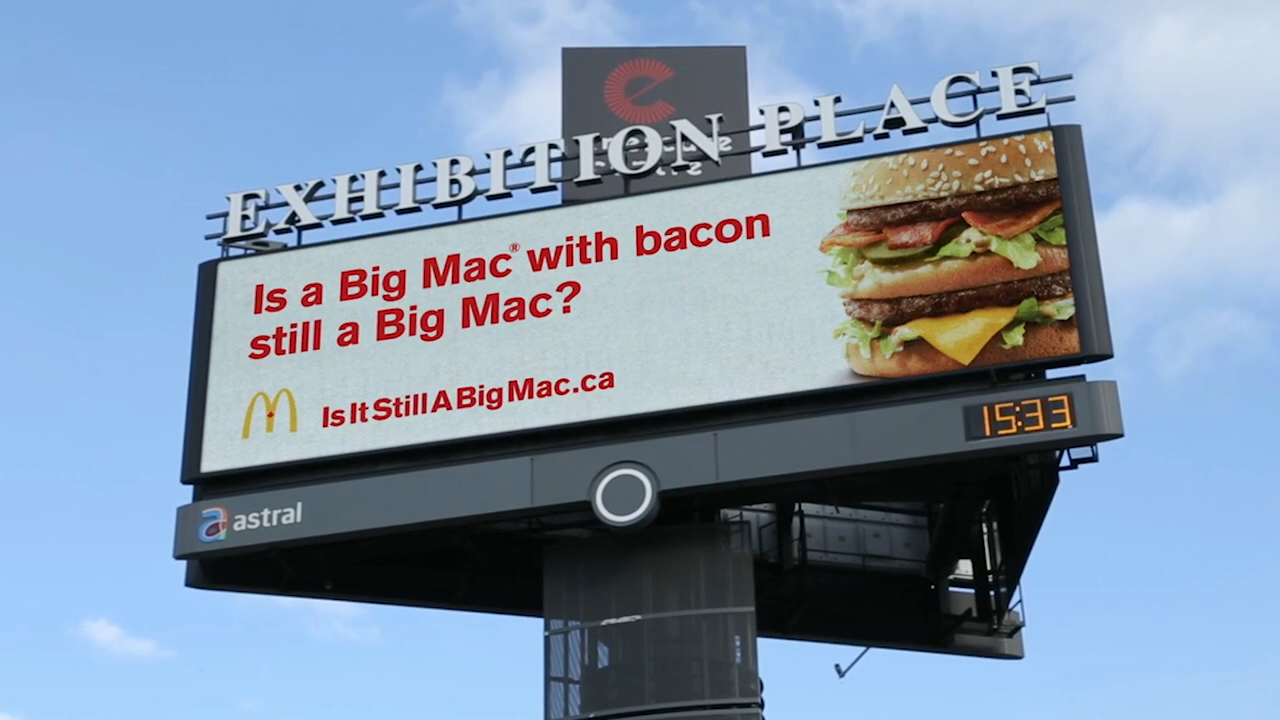 EXHIBITION PLACE
Is a Big Mac® with bacon
still a Big Mac?
IsItStillABigMac.ca
15:33
astral